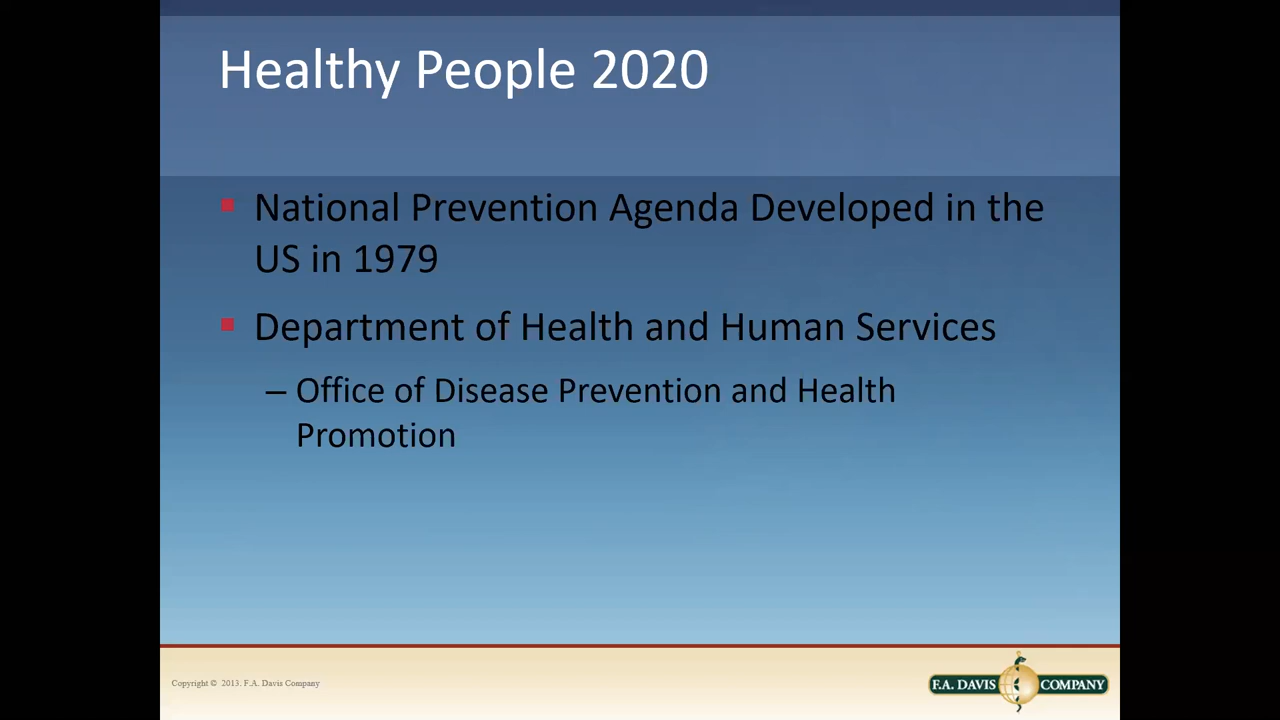 Healthy People 2020
▪ National Prevention Agenda Developed in the
US in 1979
▪ Department of Health and Human Services
– Office of Disease Prevention and Health
Promotion
Copyright © 2013. F.A. Davis Company
F.A. DAVIS COMPANY